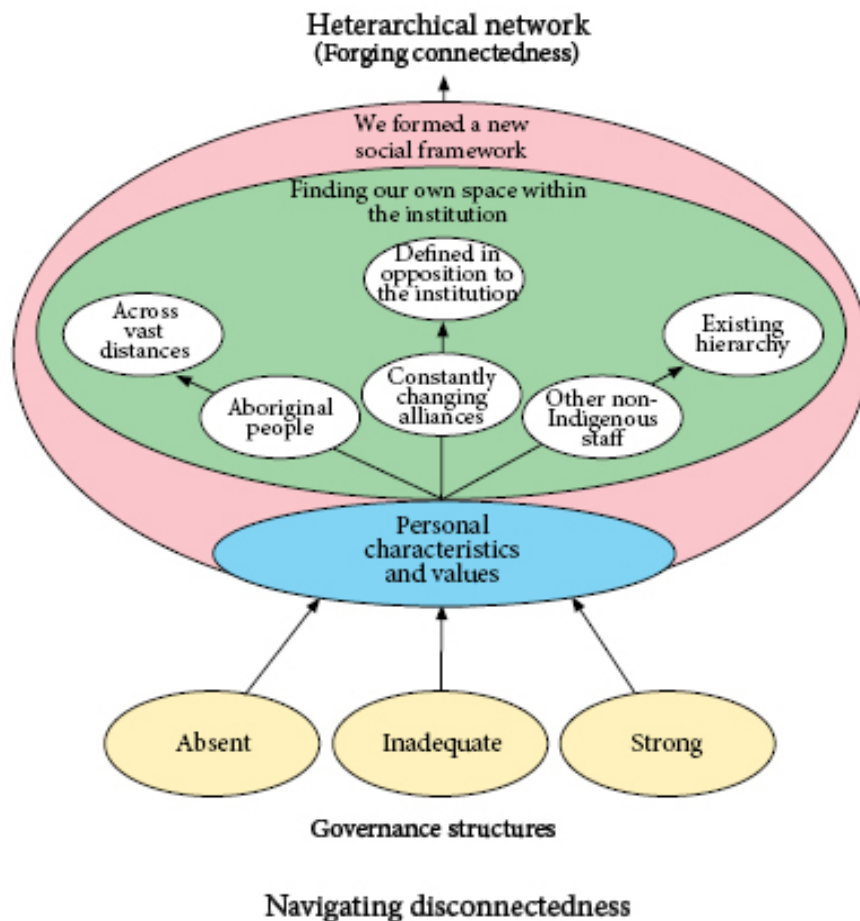 Heterarchical network
(Forging connectedness)
We formed a new
social framework
Finding our own space within
the institution
Defined in
opposition to
the institution
Across
vast
distances
Existing
hierarchy
Aboriginal
people
Constantly
changing
alliances
Other non-
Indigenous
staff
Personal
characteristics
and values
Absent
Inadequate
Strong
Governance structures
Navigating disconnectedness